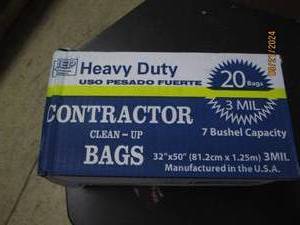 Heavy Duty
USO PESADO FUERTE
20 Bags
3 MIL
CONTRACTOR
CLEAN-UP
BAGS
7 Bushel Capacity
32"x50" (81.2cm x 1.25m) 3MIL
Manufactured in the U.S.A.